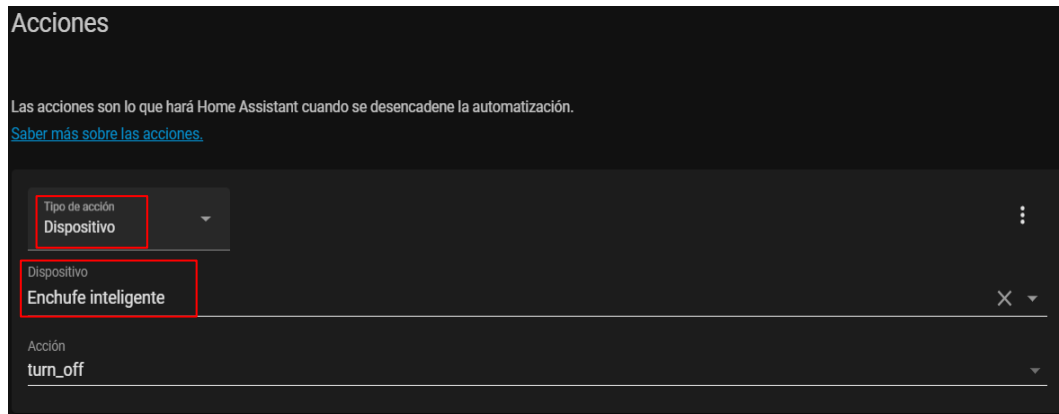 Acciones
Las acciones son lo que hará Home Assistant cuando se desencadene la automatización.
Saber más sobre las acciones.
Tipo de acción
Dispositivo
Dispositivo
Enchufe inteligente
Acción
turn_off